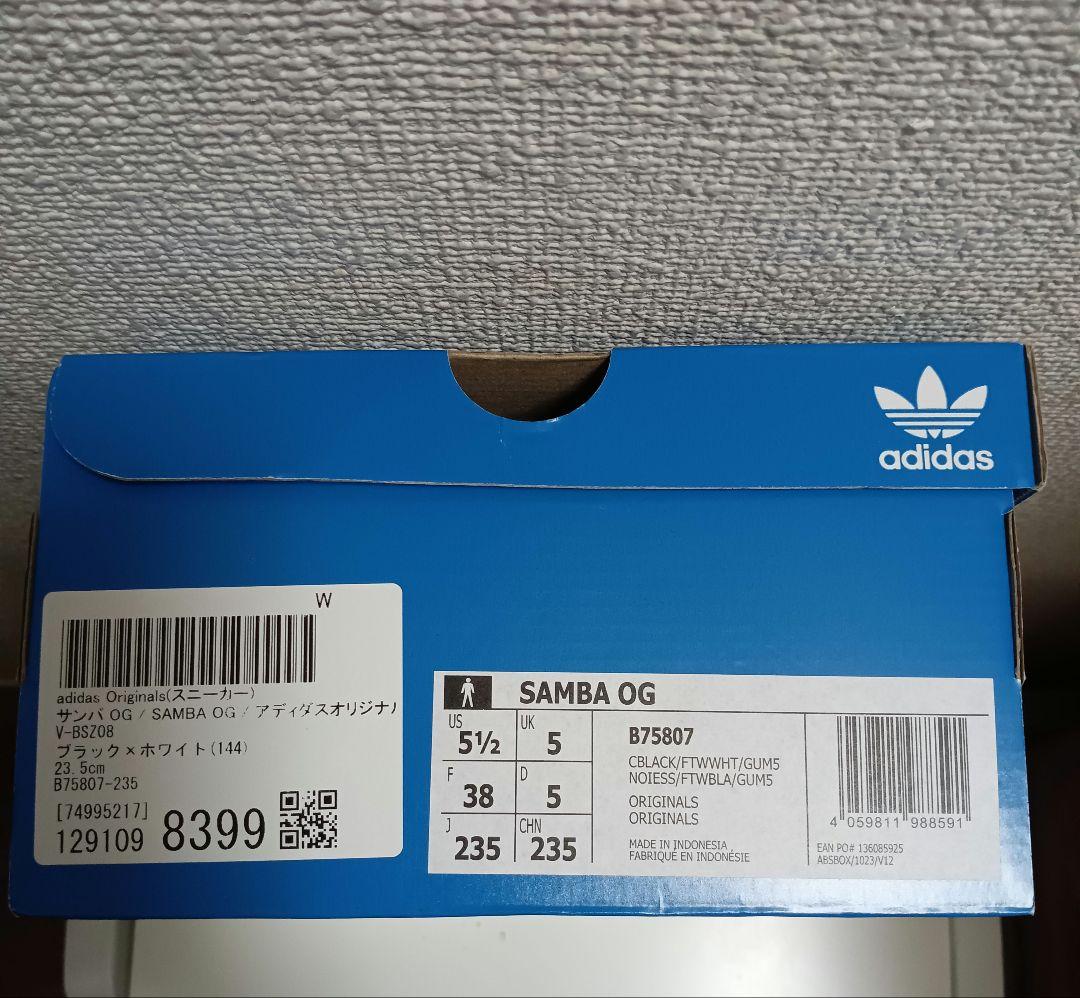 adidas
W
adidas Originals(スニーカー)
サンバ OG / SAMBA OG / アディダスオリジナ
V-BSZ08
ブラック×ホワイト(144)
23.5cm
B75807-235
[74995217]
129109 8399
SAMBA OG
US 5½
UK 5
F 38
D 5
J 235
CHN 235
B75807
CBLACK/FTWWHT/GUM5
NOIESS/FTWBLA/GUM5
ORIGINALS
ORIGINALS
MADE IN INDONESIA
FABRIQUÉ EN INDONÉSIE
4 059811 988591
EAN PO# 136085925
ABSBOX/1023/V12